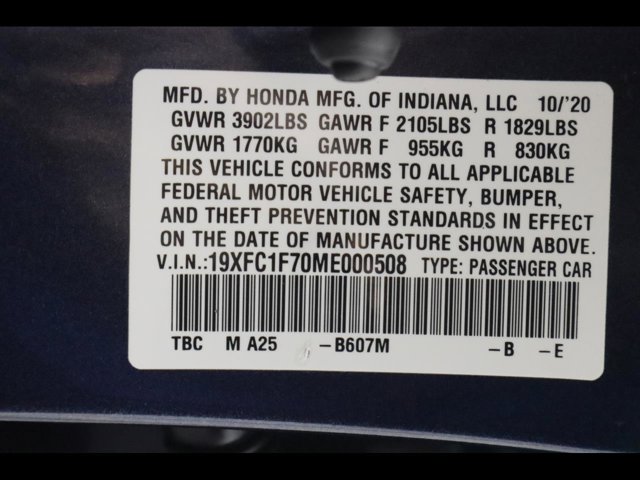 MFD. BY HONDA MFG. OF INDIANA, LLC 10/'20
GVWR 3902LBS GAWR F 2105LBS R 1829LBS
GVWR 1770KG GAWR F 955KG R 830KG
THIS VEHICLE CONFORMS TO ALL APPLICABLE
FEDERAL MOTOR VEHICLE SAFETY, BUMPER,
AND THEFT PREVENTION STANDARDS IN EFFECT
ON THE DATE OF MANUFACTURE SHOWN ABOVE.
V.I.N.:19XFC1F70ME000508 TYPE: PASSENGER CAR
TBC M A25 -B607M -B -E